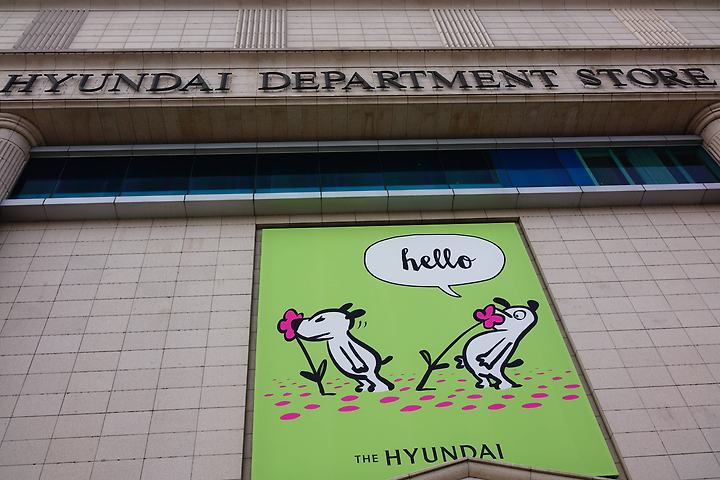 HYUNDAI DEPARTMENT STORE
hello
THE HYUNDAI